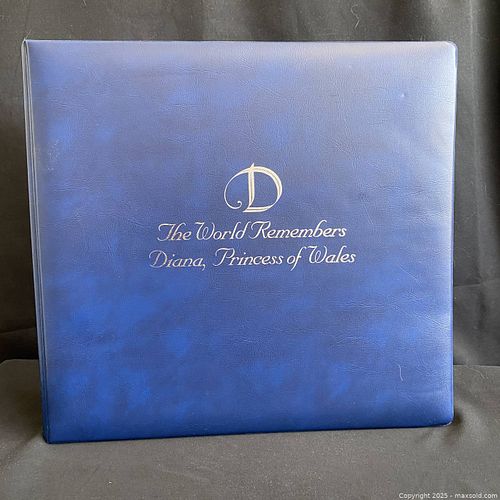 D
The World Remembers
Diana, Princess of Wales
Copyright © 2025 - maxsold.com